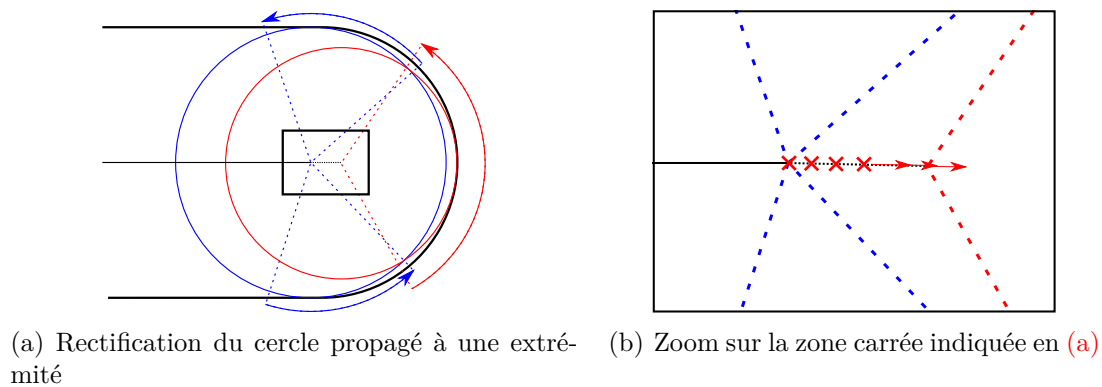 (a) Rectification du cercle propagé à une extré-
mité
(b) Zoom sur la zone carrée indiquée en (a)